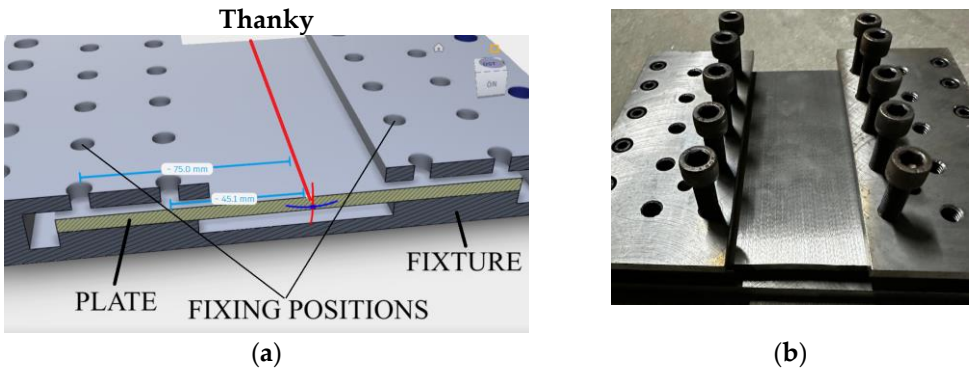 Thanky
~ 75.0 mm
~ 45.1 mm
FIXTURE
PLATE
FIXING POSITIONS
(a)
(b)